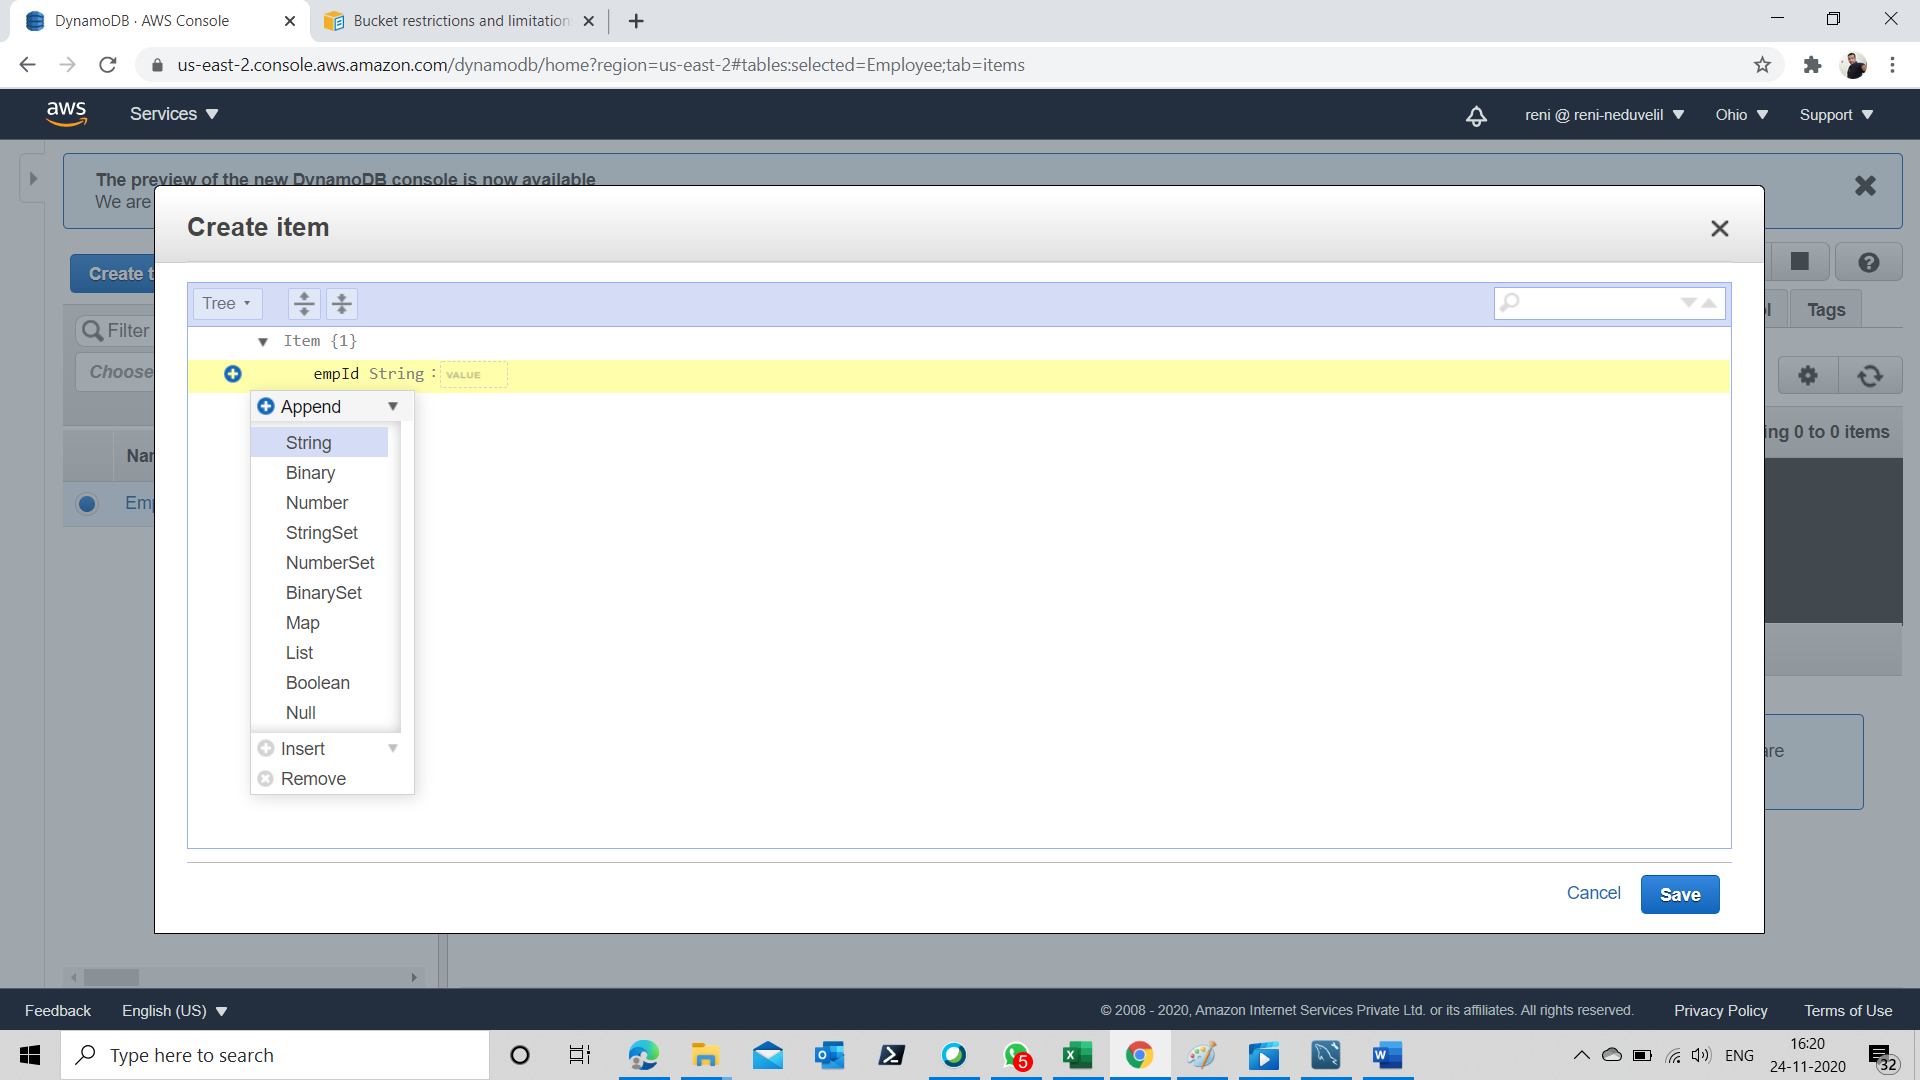 DynamoDB · AWS Console
Bucket restrictions and limitation
us-east-2.console.aws.amazon.com/dynamodb/home?region=us-east-2#tables:selected=Employee;tab=items
aws
Services
reni @ reni-neduvelil
Ohio
Support
The preview of the new DynamoDB console is now available
We are
Create item
Create t
Tree
Tags
Filter
Item {1}
Choose
empId String : VALUE
Append
ing 0 to 0 items
String
Nar
Binary
Emp
Number
StringSet
NumberSet
BinarySet
Map
List
Boolean
Null
Insert
are
Remove
Cancel
Save
Feedback
English (US)
© 2008 - 2020, Amazon Internet Services Private Ltd. or its affiliates. All rights reserved.
Privacy Policy
Terms of Use
Type here to search
5
ENG
16:20
24-11-2020
32